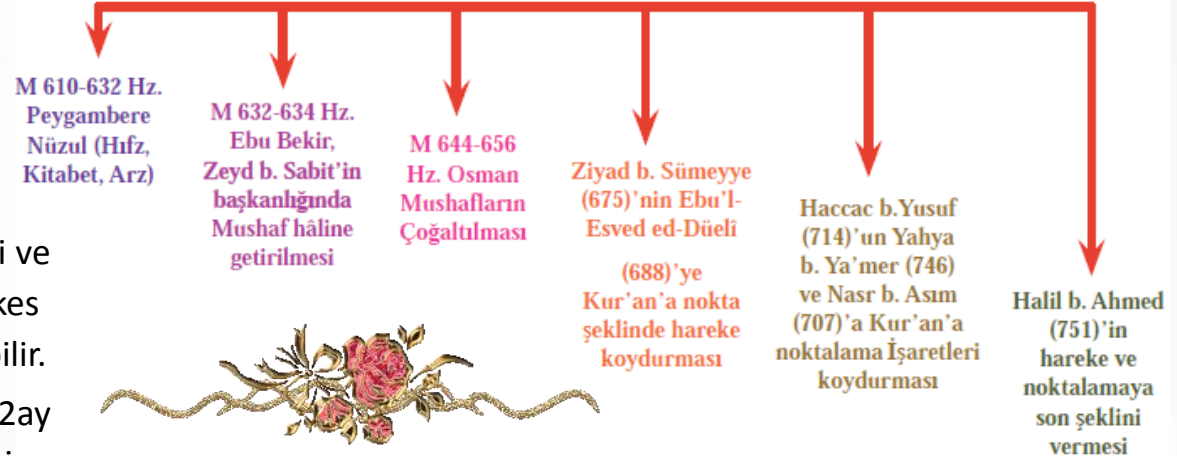 M 610-632 Hz.
Peygambere
Nüzul (Hıfz,
Kitabet, Arz)
M 632-634 Hz.
Ebu Bekir,
Zeyd b. Sabit’in
başkanlığında
Mushaf hâline
getirilmesi
M 644-656
Hz. Osman
Mushafların
Çoğaltılması
Ziyad b. Sümeyye
(675)’nin Ebu’l-
Esved ed-Düelî
(688)’ye
Kur’an’a nokta
şeklinde hareke
koydurması
Haccac b.Yusuf
(714)’un Yahya
b. Ya’mer (746)
ve Nasr b. Asım
(707)’a Kur’an’a
noktalama İşaretleri
koydurması
Halil b. Ahmed
(751)’in
hareke ve
noktalamaya
son şeklini
vermesi
i ve
kes
bilir.
2ay